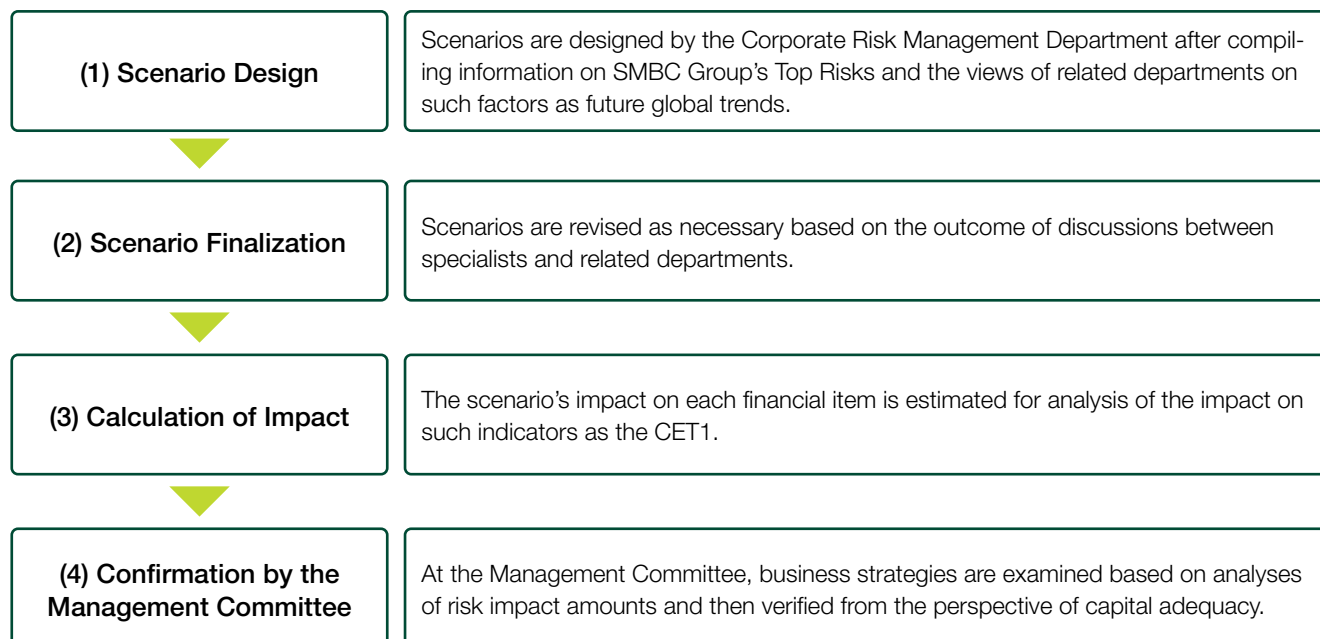 (1) Scenario Design
Scenarios are designed by the Corporate Risk Management Department after compil-
ing information on SMBC Group's Top Risks and the views of related departments on
such factors as future global trends.
(2) Scenario Finalization
Scenarios are revised as necessary based on the outcome of discussions between
specialists and related departments.
(3) Calculation of Impact
The scenario's impact on each financial item is estimated for analysis of the impact on
such indicators as the CET1.
(4) Confirmation by the
Management Committee
At the Management Committee, business strategies are examined based on analyses
of risk impact amounts and then verified from the perspective of capital adequacy.